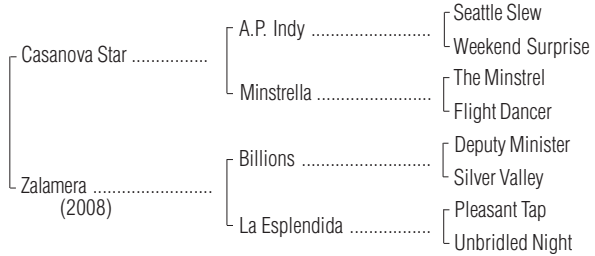 Seattle Slew
A.P. Indy ..........................
Weekend Surprise
Casanova Star ................
The Minstrel
Minstrella ........................
Flight Dancer
Deputy Minister
Billions ...........................
Silver Valley
Zalamera .........................
(2008)
Pleasant Tap
La Esplendida .................
Unbridled Night